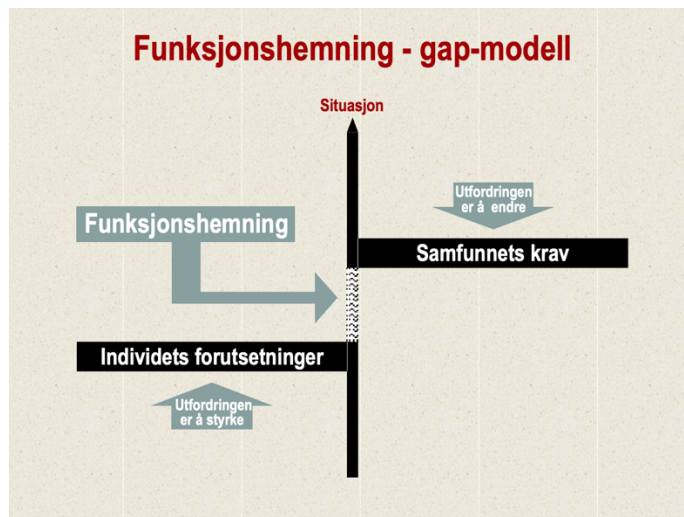 Funksjonshemning - gap-modell
Situasjon
Utfordringen
er å endre
Funksjonshemning
Samfunnets krav
Individets forutsetninger
Utfordringen
er å styrke